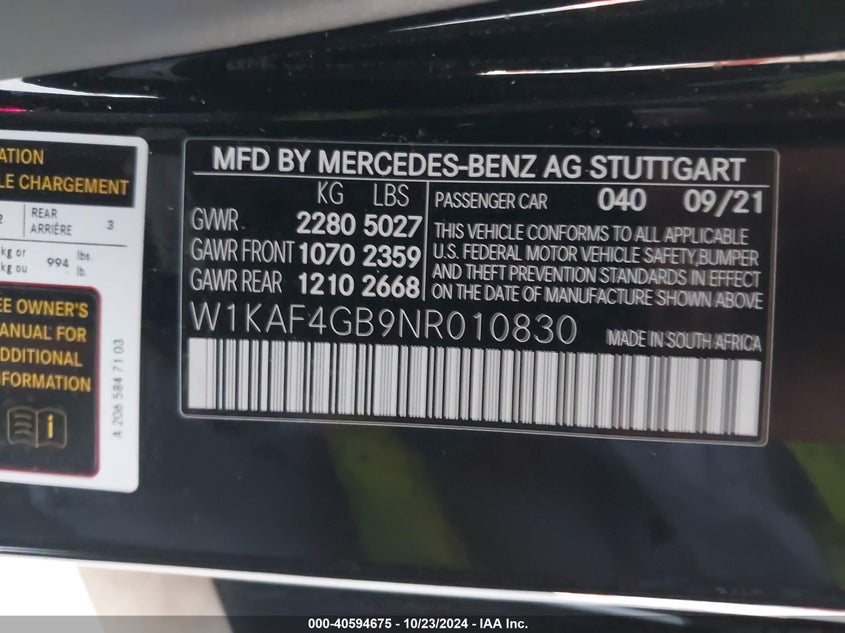 ATION
LE CHARGEMENT
2 REAR ARRIÈRE 3
kg or kg ou 994 lbs. lb.
EE OWNER'S
MANUAL FOR
ADDITIONAL
INFORMATION
i
A 206 584 71 03
MFD BY MERCEDES-BENZ AG STUTTGART
KG LBS
GVWR 2280 5027
GAWR FRONT 1070 2359
GAWR REAR 1210 2668
PASSENGER CAR 040 09/21
THIS VEHICLE CONFORMS TO ALL APPLICABLE
U.S. FEDERAL MOTOR VEHICLE SAFETY,BUMPER
AND THEFT PREVENTION STANDARDS IN EFFECT
ON THE DATE OF MANUFACTURE SHOWN ABOVE
W1KAF4GB9NR010830 MADE IN SOUTH AFRICA
000-40594675 - 10/23/2024 - IAA Inc.